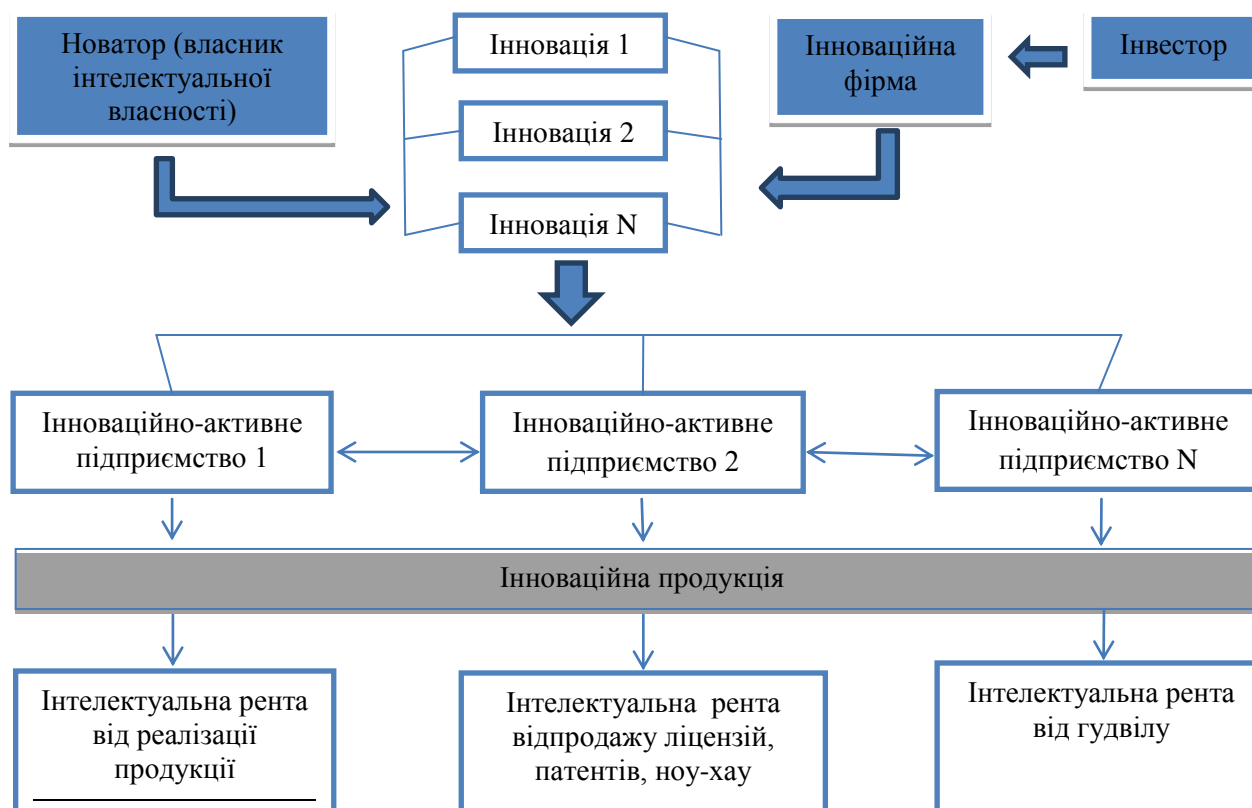 Новатор (власник
інтелектуальної
власності)
Інновація 1
Інновація 2
Інновація N
Інноваційна
фірма
Інвестор
Інноваційно-активне
підприємство 1
Інноваційно-активне
підприємство 2
Інноваційно-активне
підприємство N
Інноваційна продукція
Інтелектуальна рента
від реалізації
продукції
Інтелектуальна рента
відпродажу ліцензій,
патентів, ноу-хау
Інтелектуальна рента
від гудвілу